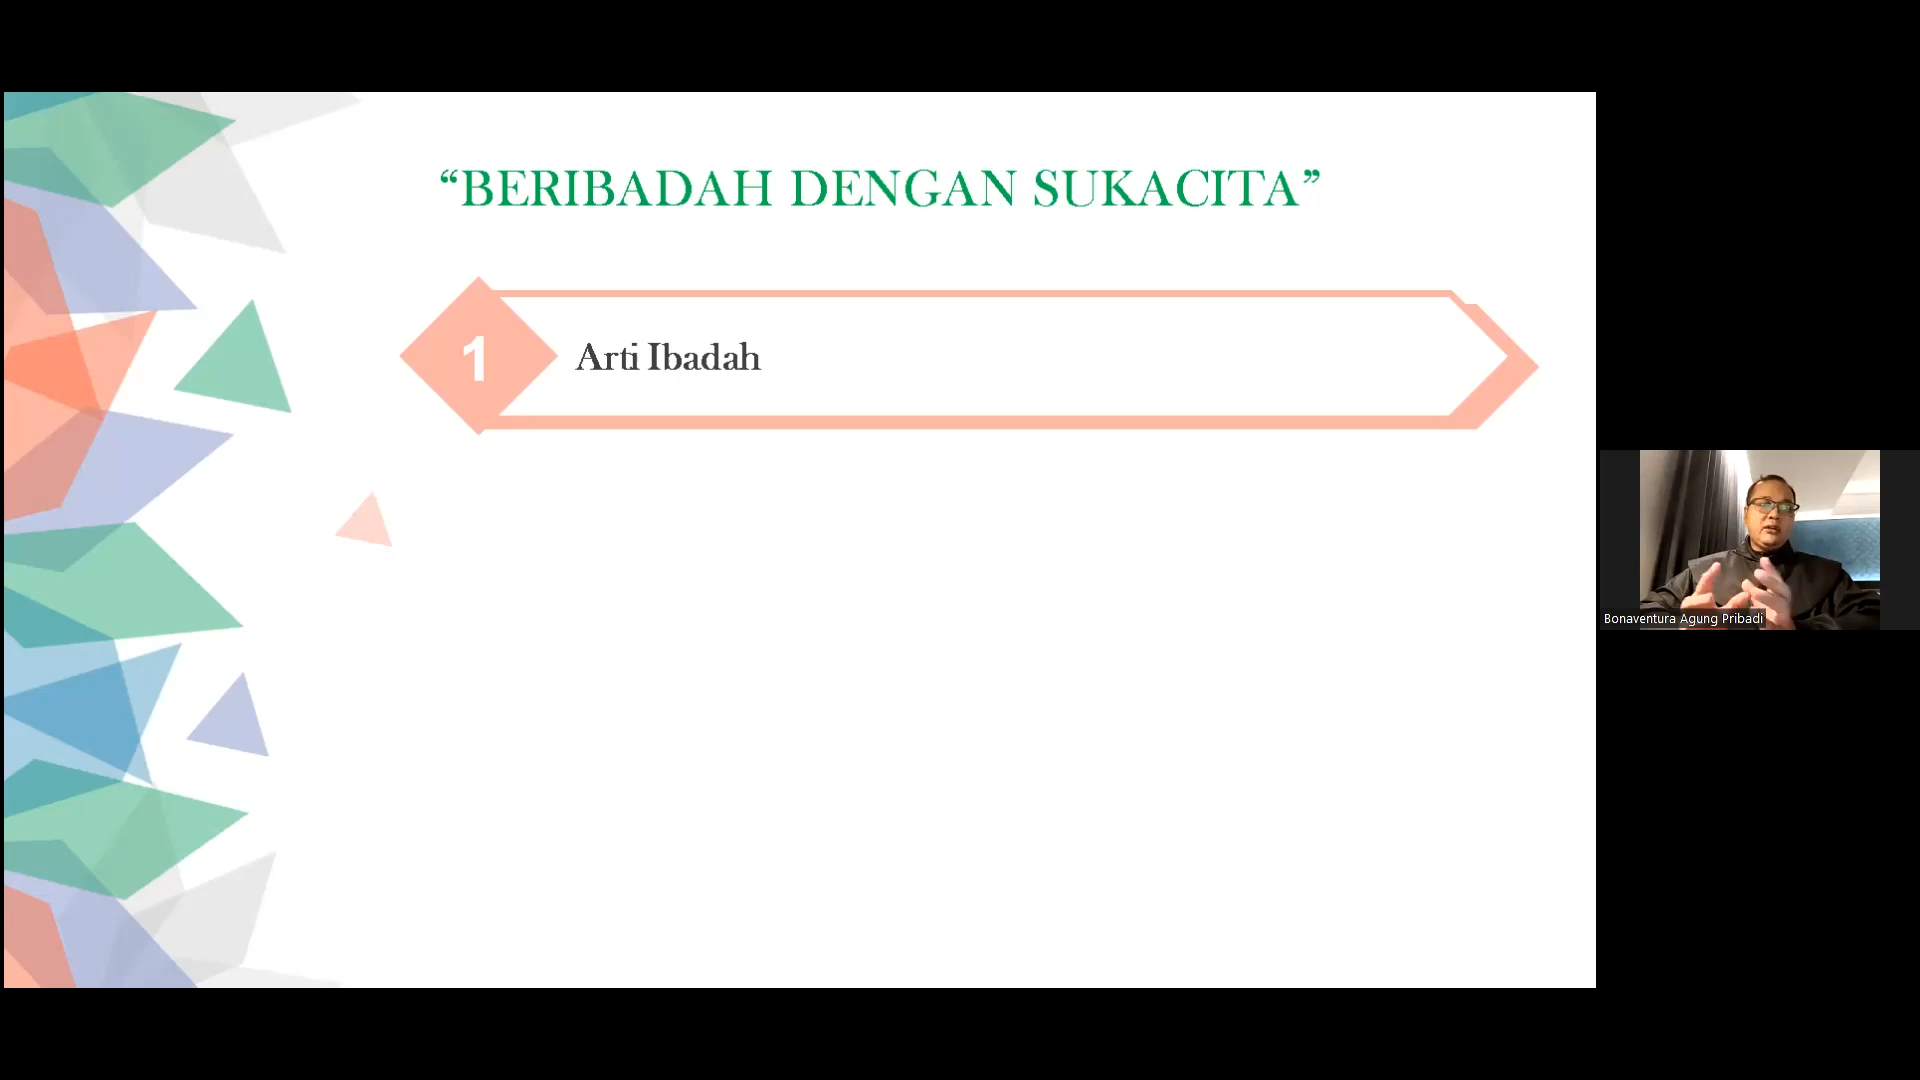 “BERIBADAH DENGAN SUKACITA”
1
Arti Ibadah
Bonaventura Agung Pribadi